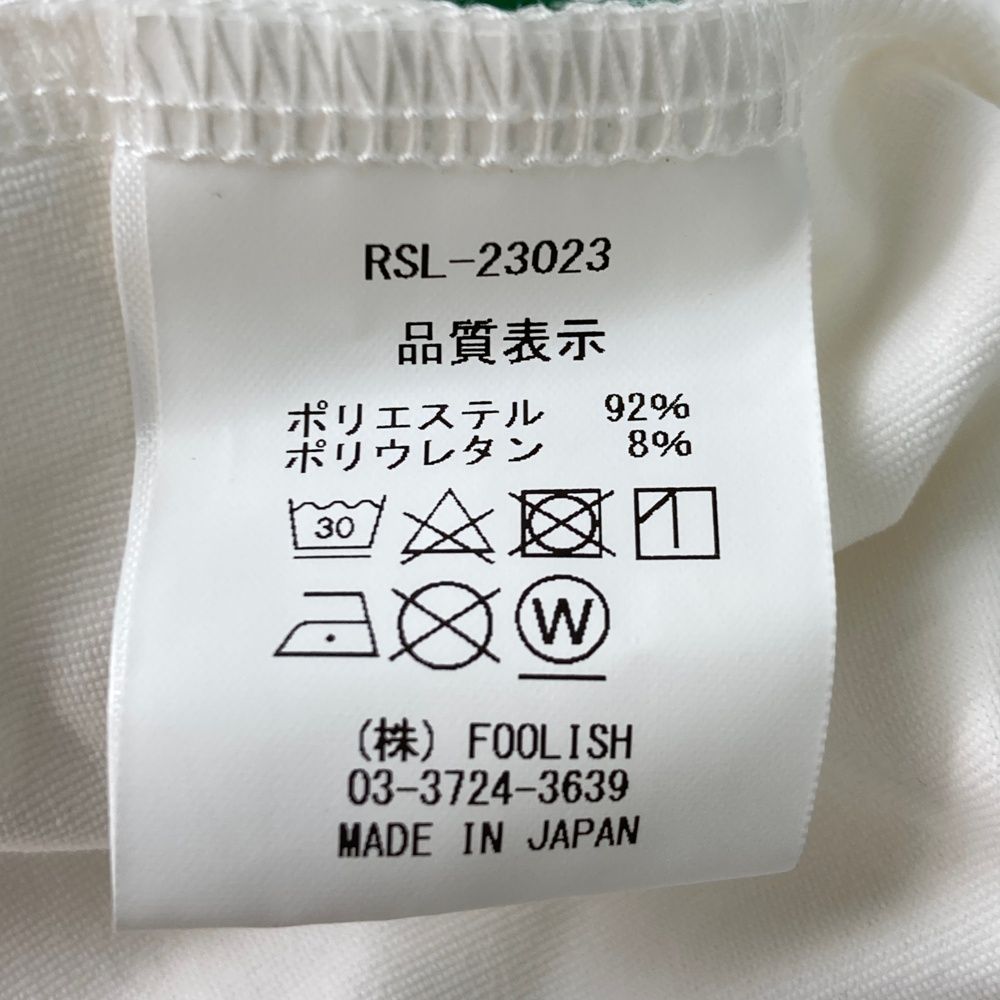 RSL-23023
品質表示
ポリエステル 92%
ポリウレタン 8%
30
W
(株) FOOLISH
03-3724-3639
MADE IN JAPAN